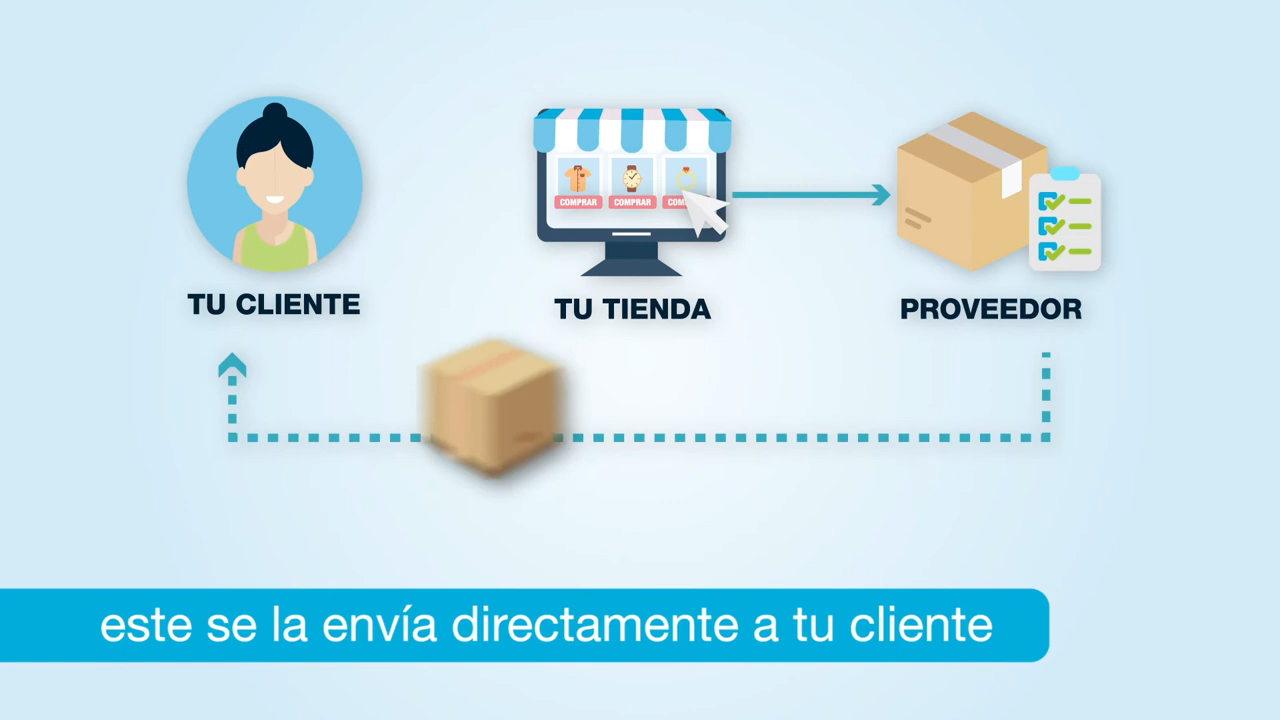 COMPRAR COMPRAR
TU CLIENTE
TU TIENDA
PROVEEDOR
este se la envía directamente a tu cliente